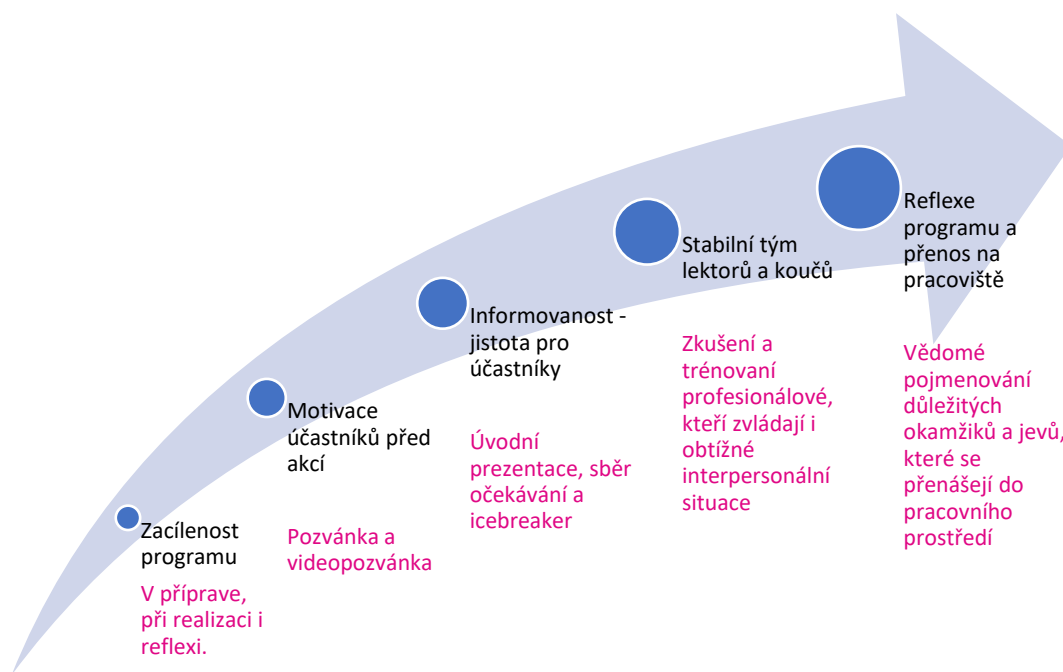 Zacílenost
programu
V příprave,
při realizaci i
reflexi.
Motivace
účastníků před
akcí
Pozvánka a
videopozvánka
Informovanost -
jistota pro
účastníky
Úvodní
prezentace, sběr
očekávání a
icebreaker
Stabilní tým
lektorů a koučů
Zkušení a
trénovaní
profesionálové,
kteří zvládají i
obtížné
interpersonální
situace
Reflexe
programu a
přenos na
pracoviště
Vědomé
pojmenování
důležitých
okamžiků a jevů,
které se
přenášejí do
pracovního
prostředí